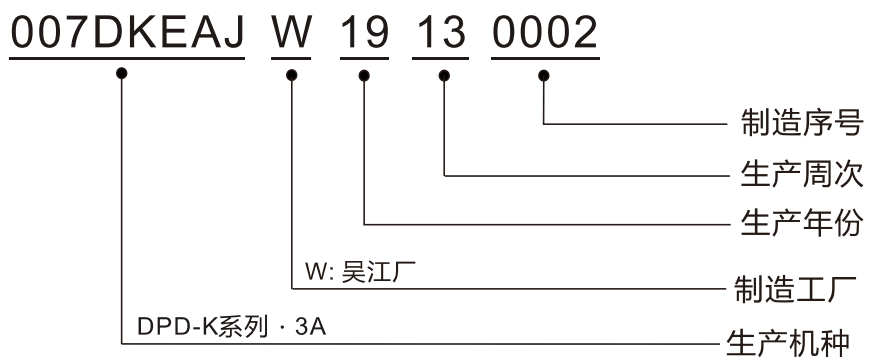 007DKEAJ W 19 13 0002
制造序号
生产周次
生产年份
W: 吴江厂
制造工厂
DPD-K系列 · 3A
生产机种